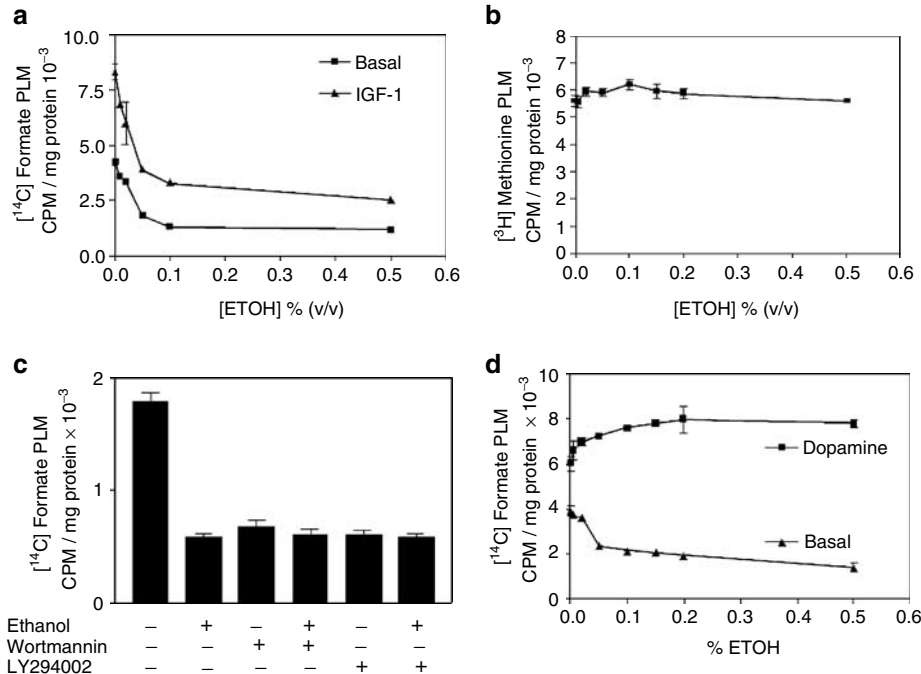 a
[¹⁴C] Formate PLM
CPM / mg protein 10⁻³
10.0
7.5
5.0
2.5
0.0
Basal
IGF-1
0.0 0.1 0.2 0.3 0.4 0.5 0.6
[ETOH] % (v/v)
b
[³H] Methionine PLM
CPM / mg protein 10⁻³
8
7
6
5
4
3
2
1
0
0.0 0.1 0.2 0.3 0.4 0.5 0.6
[ETOH] % (v/v)
c
[¹⁴C] Formate PLM
CPM / mg protein × 10⁻³
2
1
0
Ethanol – + – + – +
Wortmannin – – + + – –
LY294002 – – – – + +
d
[¹⁴C] Formate PLM
CPM / mg protein × 10⁻³
10
8
6
4
2
0
Dopamine
Basal
0.0 0.1 0.2 0.3 0.4 0.5 0.6
% ETOH